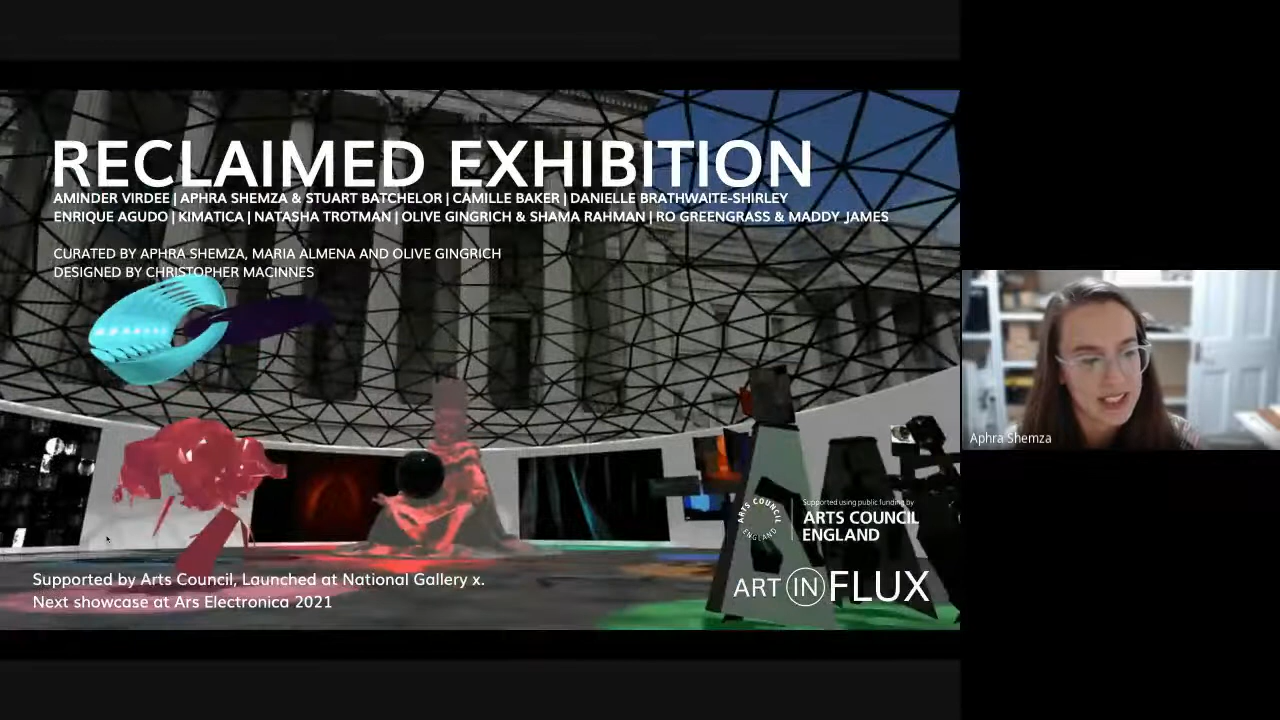 RECLAIMED EXHIBITION
AMINDER VIRDEE | APHRA SHEMZA & STUART BATCHELOR | CAMILLE BAKER | DANIELLE BRATHWAITE-SHIRLEY
ENRIQUE AGUDO | KIMATICA | NATASHA TROTMAN | OLIVE GINGRICH & SHAMA RAHMAN | RO GREENGRASS & MADDY JAMES
CURATED BY APHRA SHEMZA, MARIA ALMENA AND OLIVE GINGRICH
DESIGNED BY CHRISTOPHER MACINNES
Aphra Shemza
ARTS COUNCIL
ENGLAND
Supported using public funding by
ARTS COUNCIL
ENGLAND
Supported by Arts Council, Launched at National Gallery x.
Next showcase at Ars Electronica 2021
ART IN FLUX